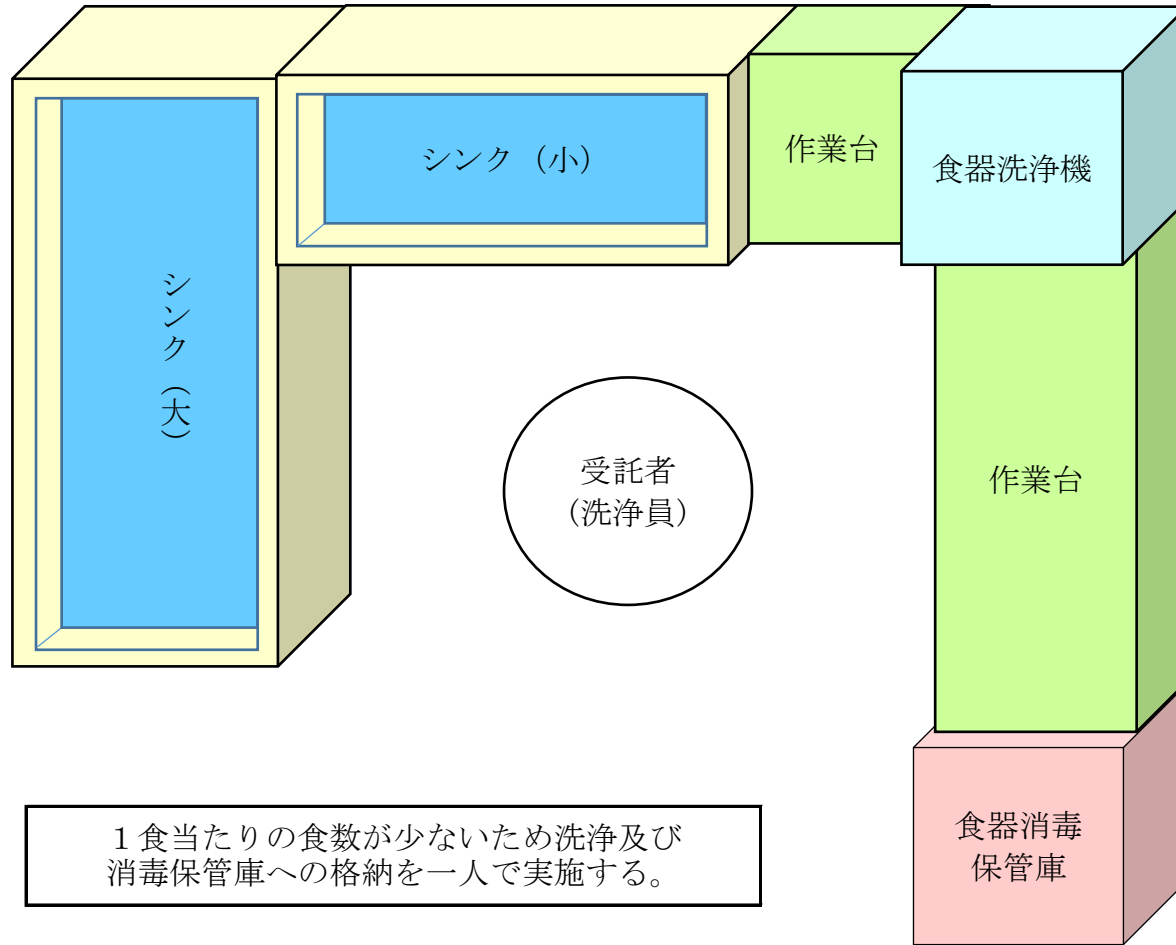 シンク（小）
作業台
食器洗浄機
シンク（大）
受託者
（洗浄員）
作業台
１食当たりの食数が少ないため洗浄及び
消毒保管庫への格納を一人で実施する。
食器消毒
保管庫